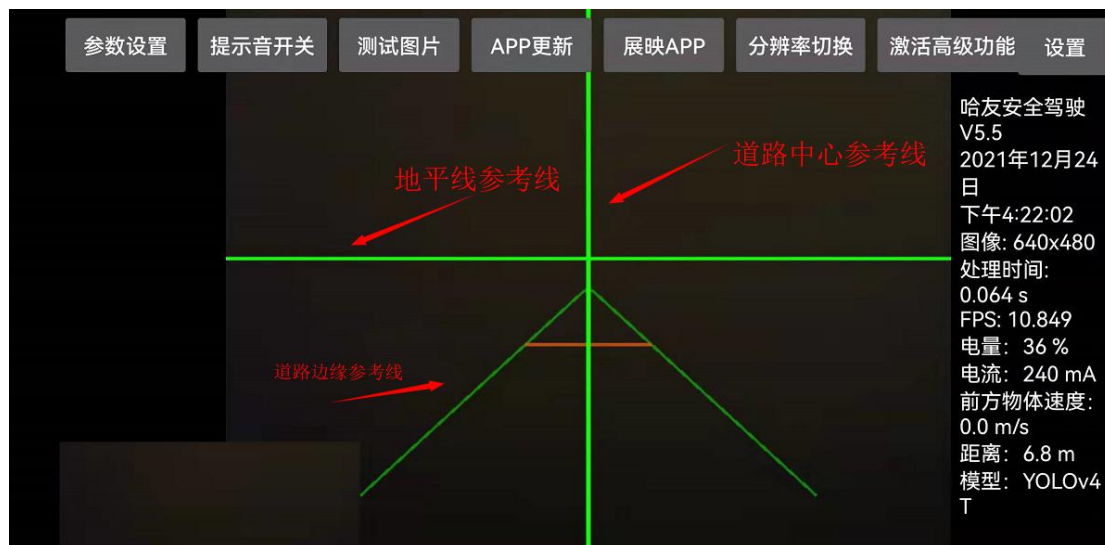 参数设置
提示音开关
测试图片
APP更新
展映APP
分辨率切换
激活高级功能
设置
道路中心参考线
地平线参考线
道路边缘参考线
哈友安全驾驶
V5.5
2021年12月24
日
下午4:22:02
图像: 640x480
处理时间:
0.064 s
FPS: 10.849
电量：36 %
电流：240 mA
前方物体速度:
0.0 m/s
距离：6.8 m
模型：YOLOv4
T